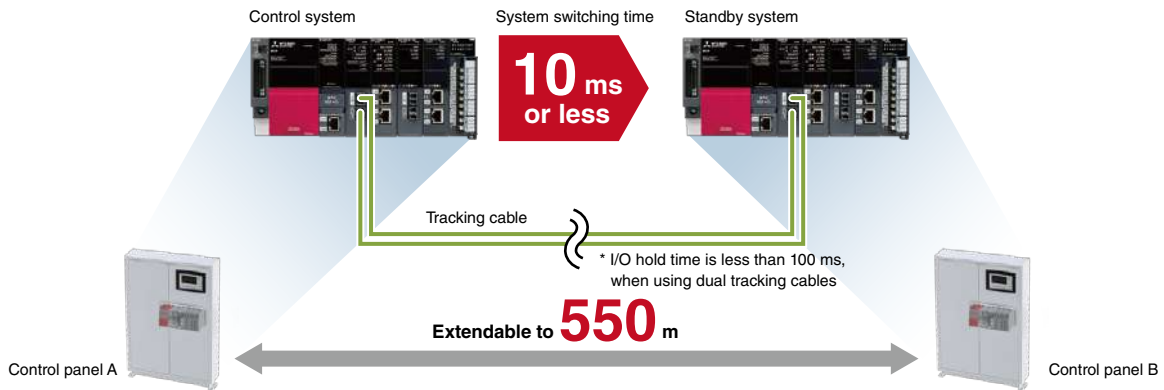 Control system
System switching time
Standby system
10 ms
or less
Tracking cable
* I/O hold time is less than 100 ms,
when using dual tracking cables
Extendable to 550 m
Control panel A
Control panel B